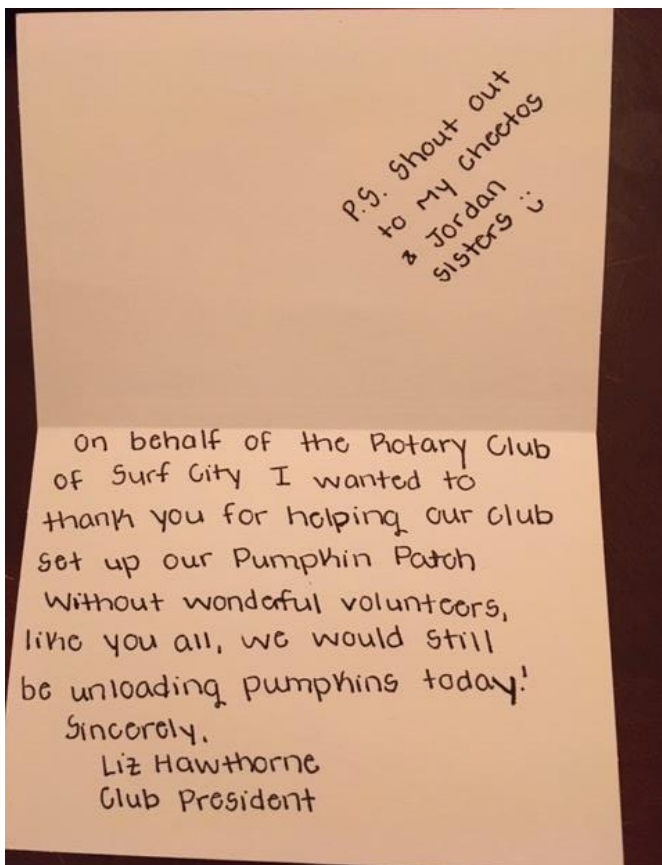 P.S. Shout out
to my cheetos
& Jordan
sisters :)
On behalf of the Rotary Club
of Surf City I wanted to
thank you for helping our club
set up our Pumpkin Patch
Without wonderful volunteers,
like you all, we would still
be unloading pumpkins today!
Sincerely,
Liz Hawthorne
Club President